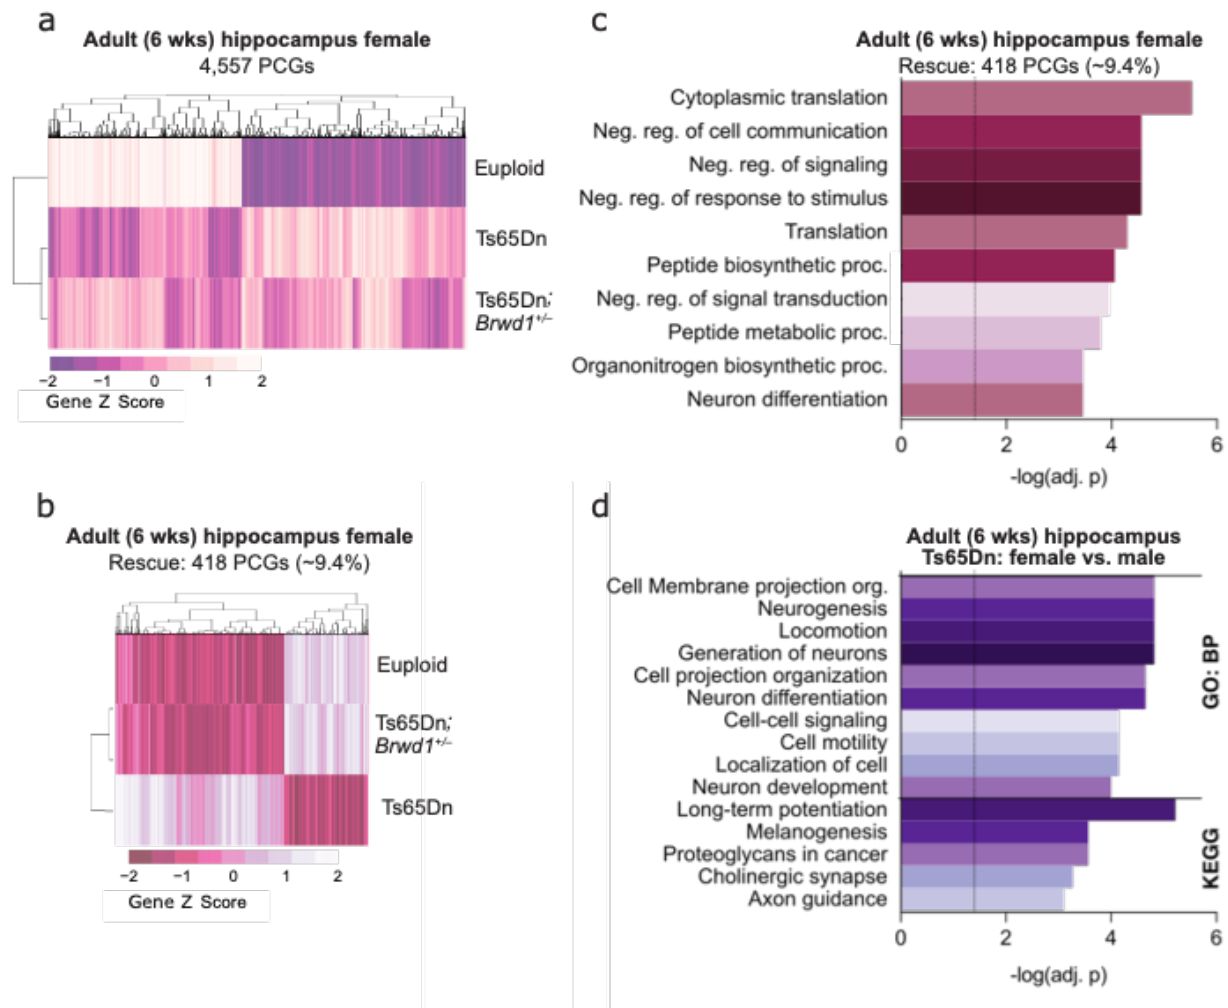 a
Adult (6 wks) hippocampus female
4,557 PCGs
Euploid
Ts65Dn
Ts65Dn;
Brwd1+/–
−2 −1 0 1 2
Gene Z Score
b
Adult (6 wks) hippocampus female
Rescue: 418 PCGs (~9.4%)
Euploid
Ts65Dn;
Brwd1+/–
Ts65Dn
−2 −1 0 1 2
Gene Z Score
c
Adult (6 wks) hippocampus female
Rescue: 418 PCGs (~9.4%)
Cytoplasmic translation
Neg. reg. of cell communication
Neg. reg. of signaling
Neg. reg. of response to stimulus
Translation
Peptide biosynthetic proc.
Neg. reg. of signal transduction
Peptide metabolic proc.
Organonitrogen biosynthetic proc.
Neuron differentiation
0 2 4 6
-log(adj. p)
d
Adult (6 wks) hippocampus
Ts65Dn: female vs. male
Cell Membrane projection org.
Neurogenesis
Locomotion
Generation of neurons
Cell projection organization
Neuron differentiation
Cell-cell signaling
Cell motility
Localization of cell
Neuron development
GO: BP
Long-term potentiation
Melanogenesis
Proteoglycans in cancer
Cholinergic synapse
Axon guidance
KEGG
0 2 4 6
-log(adj. p)